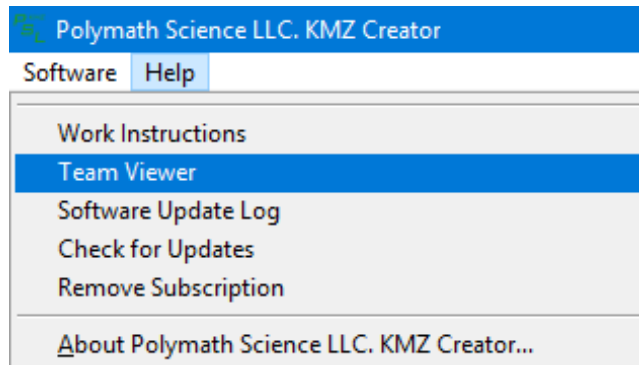 Polymath Science LLC. KMZ Creator
Software Help
Work Instructions
Team Viewer
Software Update Log
Check for Updates
Remove Subscription
About Polymath Science LLC. KMZ Creator...